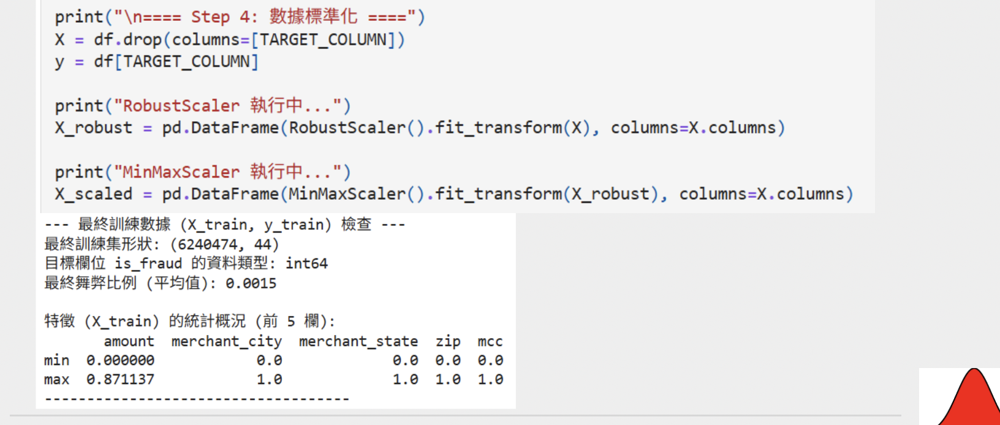 print("\n==== Step 4: 數據標準化 ====")
X = df.drop(columns=[TARGET_COLUMN])
y = df[TARGET_COLUMN]
print("RobustScaler 執行中...")
X_robust = pd.DataFrame(RobustScaler().fit_transform(X), columns=X.columns)
print("MinMaxScaler 執行中...")
X_scaled = pd.DataFrame(MinMaxScaler().fit_transform(X_robust), columns=X.columns)
--- 最終訓練數據 (X_train, y_train) 檢查 ---
最終訓練集形狀: (6240474, 44)
目標欄位 is_fraud 的資料類型: int64
最終舞弊比例 (平均值): 0.0015
特徵 (X_train) 的統計概況 (前 5 欄):
amount merchant_city merchant_state zip mcc
min 0.000000 0.0 0.0 0.0 0.0
max 0.871137 1.0 1.0 1.0 1.0
------------------------------------